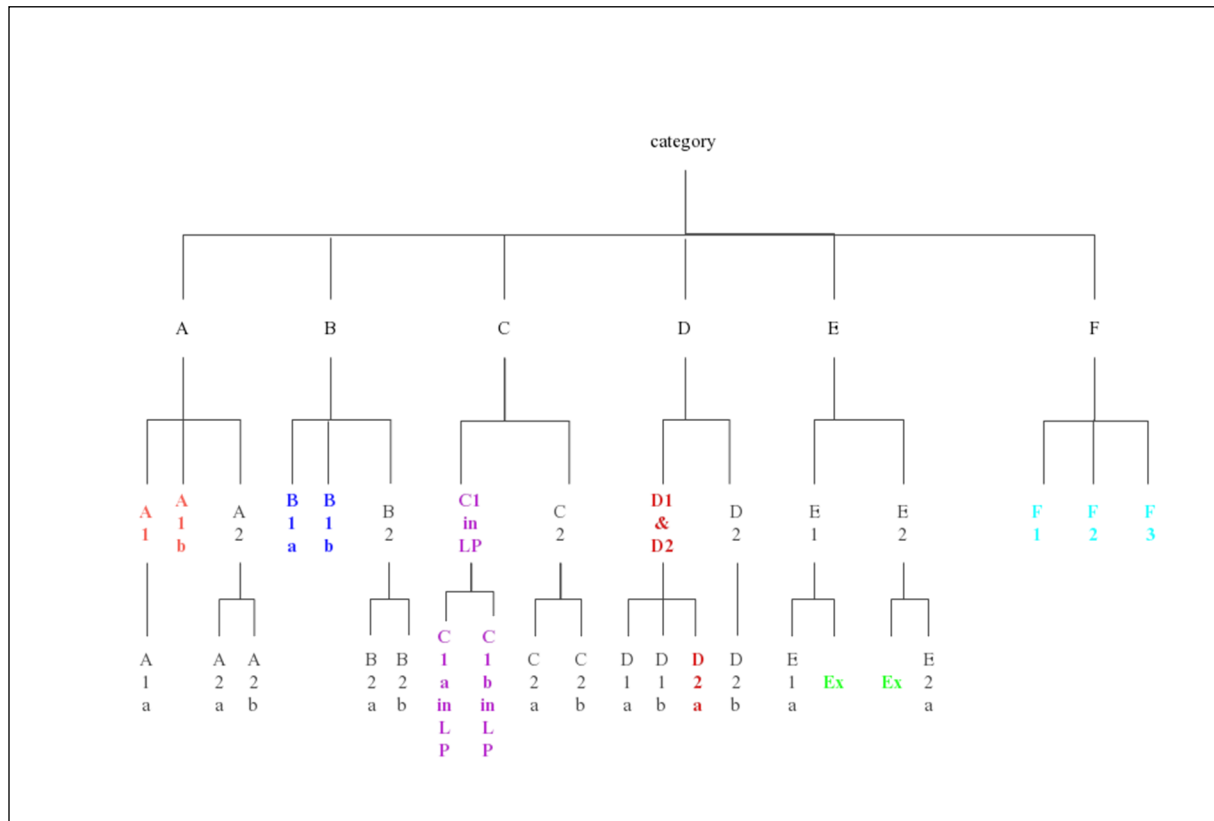 category
A B C D E F
A 1
A 1 b
A 2
B 1 a
B 1 b
B 2
C1 in LP
C 2
D1 & D2
D 2
E 1
E 2
F 1
F 2
F 3
A 1 a
A 2 a
A 2 b
B 2 a
B 2 b
C 1 a in L P
C 1 b in L P
C 2 a
C 2 b
D 1 a
D 1 b
D 2 a
D 2 b
E 1 a
Ex
Ex
E 2 a